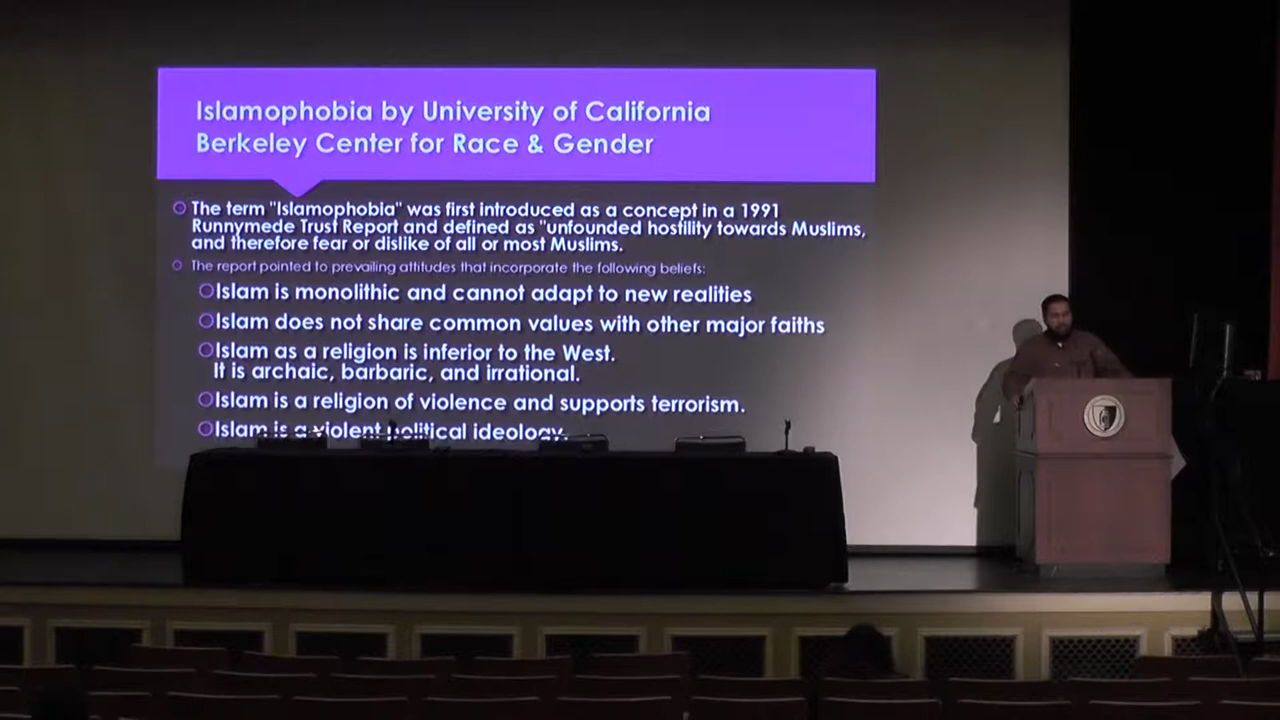 Islamophobia by University of California
Berkeley Center for Race & Gender
The term "Islamophobia" was first introduced as a concept in a 1991
Runnymede Trust Report and defined as "unfounded hostility towards Muslims,
and therefore fear or dislike of all or most Muslims.
The report pointed to prevailing attitudes that incorporate the following beliefs:
Islam is monolithic and cannot adapt to new realities
Islam does not share common values with other major faiths
Islam as a religion is inferior to the West.
It is archaic, barbaric, and irrational.
Islam is a religion of violence and supports terrorism.
Islam is a violent political ideology.